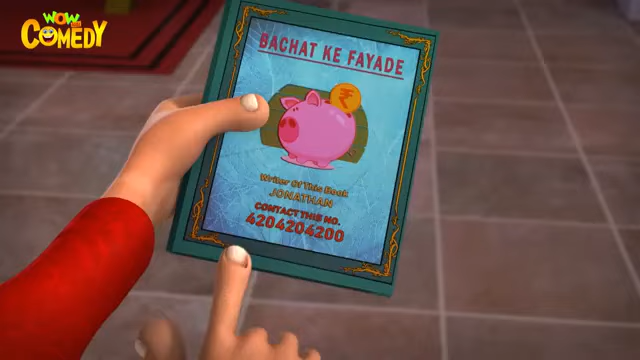 WOW
COMEDY
BACHAT KE FAYADE
₹
Writer Of This Book
JONATHAN
CONTACT THIS NO.
4204204200